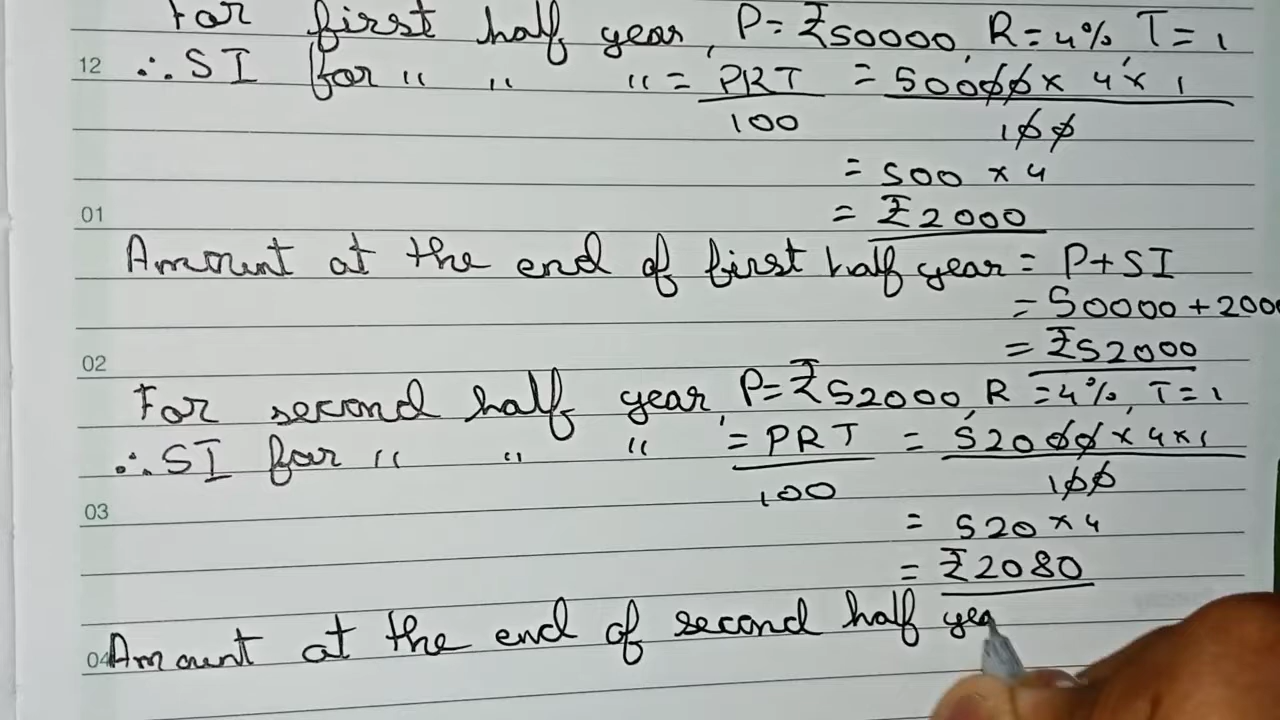 For first half year, P = ₹50000, R = 4%, T = 1
12 ∴ SI for " " " = PRT/100 = 50000 × 4 × 1/100
= 500 × 4
01 = ₹2000
Amount at the end of first half year = P + SI
= 50000 + 2000
02 = ₹52000
For second half year, P = ₹52000, R = 4%, T = 1
∴ SI for " " " = PRT/100 = 52000 × 4 × 1/100
03
= 520 × 4
= ₹2080
04 Amount at the end of second half yea